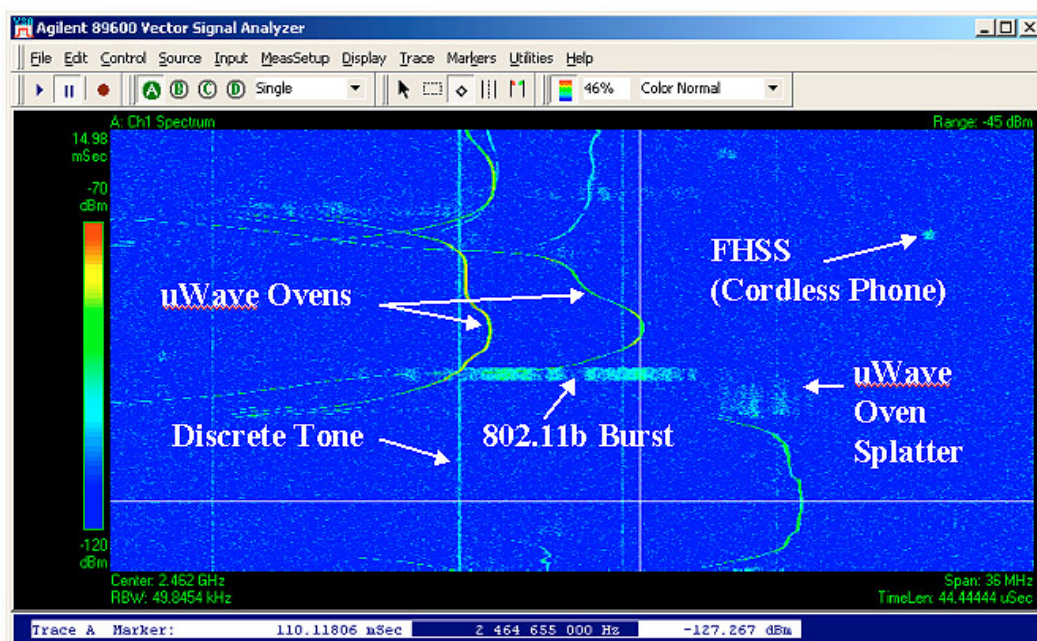 Agilent 89600 Vector Signal Analyzer
File Edit Control Source Input MeasSetup Display Trace Markers Utilities Help
A B C D Single 46% Color Normal
A: Ch1 Spectrum Range: -45 dBm
14.98
mSec
-70
dBm
FHSS
(Cordless Phone)
uWave Ovens
uWave
Oven
Splatter
Discrete Tone
802.11b Burst
-120
dBm
Center: 2.462 GHz Span: 36 MHz
RBW: 49.8454 kHz TimeLen: 44.44444 uSec
Trace A Marker: 110.11806 mSec 2 464 655 000 Hz -127.267 dBm